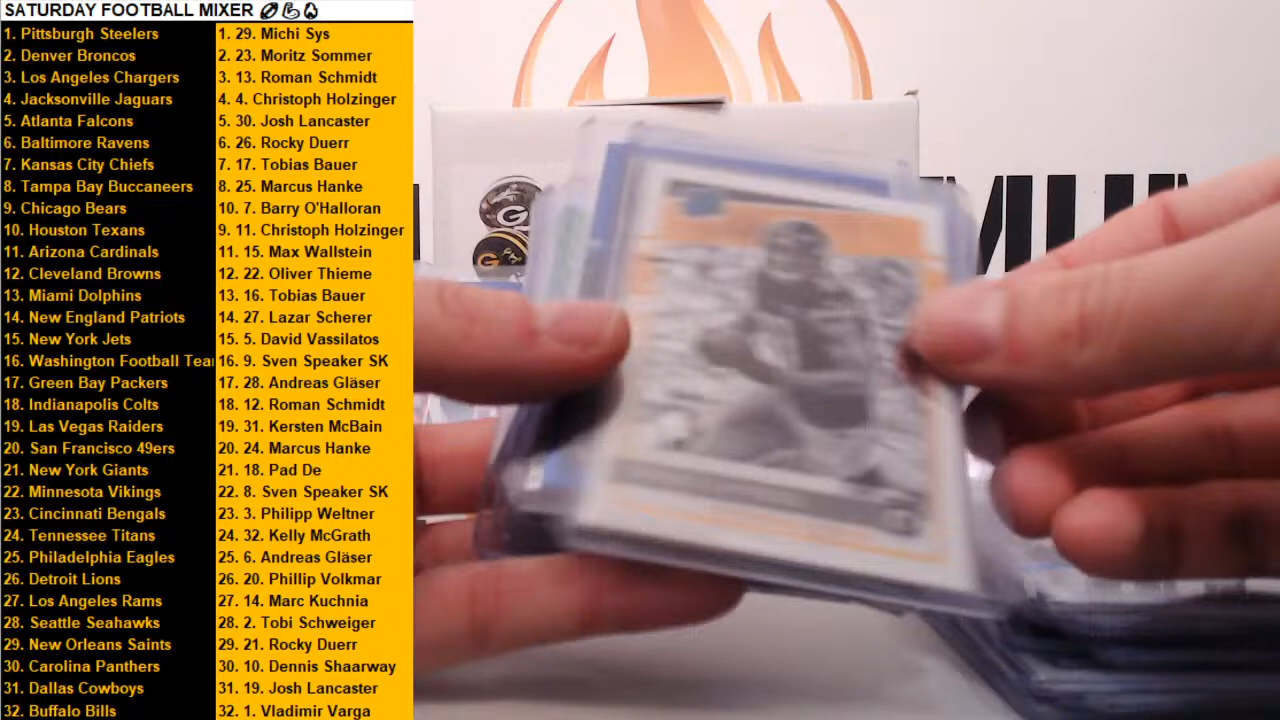 SATURDAY FOOTBALL MIXER
1. Pittsburgh Steelers 1. 29. Michi Sys
2. Denver Broncos 2. 23. Moritz Sommer
3. Los Angeles Chargers 3. 13. Roman Schmidt
4. Jacksonville Jaguars 4. 4. Christoph Holzinger
5. Atlanta Falcons 5. 30. Josh Lancaster
6. Baltimore Ravens 6. 26. Rocky Duerr
7. Kansas City Chiefs 7. 17. Tobias Bauer
8. Tampa Bay Buccaneers 8. 25. Marcus Hanke
9. Chicago Bears 10. 7. Barry O'Halloran
10. Houston Texans 9. 11. Christoph Holzinger
11. Arizona Cardinals 11. 15. Max Wallstein
12. Cleveland Browns 12. 22. Oliver Thieme
13. Miami Dolphins 13. 16. Tobias Bauer
14. New England Patriots 14. 27. Lazar Scherer
15. New York Jets 15. 5. David Vassilatos
16. Washington Football Tea 16. 9. Sven Speaker SK
17. Green Bay Packers 17. 28. Andreas Gläser
18. Indianapolis Colts 18. 12. Roman Schmidt
19. Las Vegas Raiders 19. 31. Kersten McBain
20. San Francisco 49ers 20. 24. Marcus Hanke
21. New York Giants 21. 18. Pad De
22. Minnesota Vikings 22. 8. Sven Speaker SK
23. Cincinnati Bengals 23. 3. Philipp Weltner
24. Tennessee Titans 24. 32. Kelly McGrath
25. Philadelphia Eagles 25. 6. Andreas Gläser
26. Detroit Lions 26. 20. Phillip Volkmar
27. Los Angeles Rams 27. 14. Marc Kuchnia
28. Seattle Seahawks 28. 2. Tobi Schweiger
29. New Orleans Saints 29. 21. Rocky Duerr
30. Carolina Panthers 30. 10. Dennis Shaarway
31. Dallas Cowboys 31. 19. Josh Lancaster
32. Buffalo Bills 32. 1. Vladimir Varga
G
G